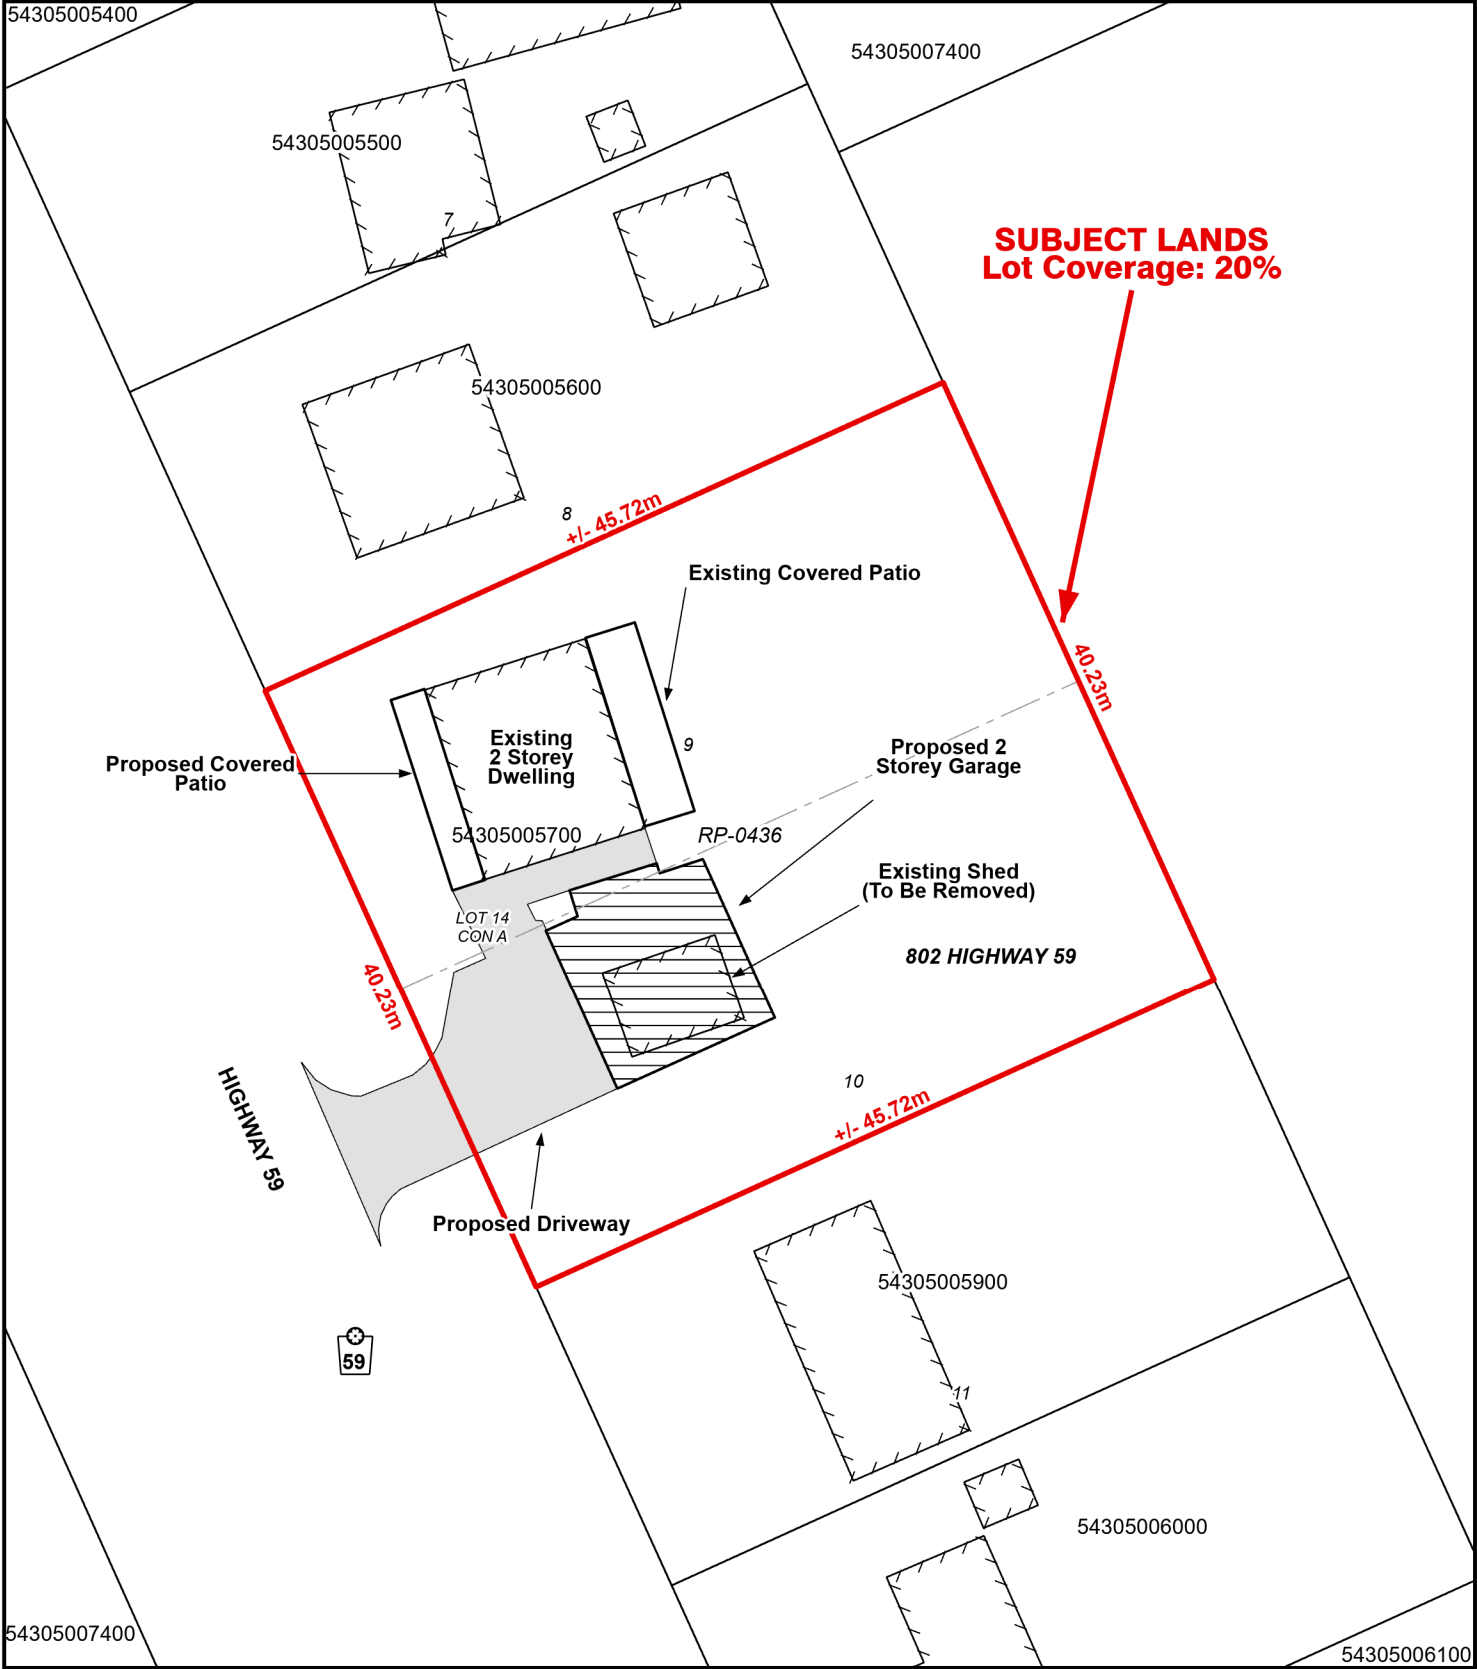 54305005400
54305007400
54305005500
7
SUBJECT LANDS
Lot Coverage: 20%
54305005600
8
+/- 45.72m
Existing Covered Patio
40.23m
Existing
2 Storey
Dwelling
9
Proposed 2
Storey Garage
Proposed Covered
Patio
54305005700
RP-0436
Existing Shed
(To Be Removed)
LOT 14
CON A
802 HIGHWAY 59
40.23m
HIGHWAY 59
10
+/- 45.72m
Proposed Driveway
54305005900
59
11
54305006000
54305007400
54305006100